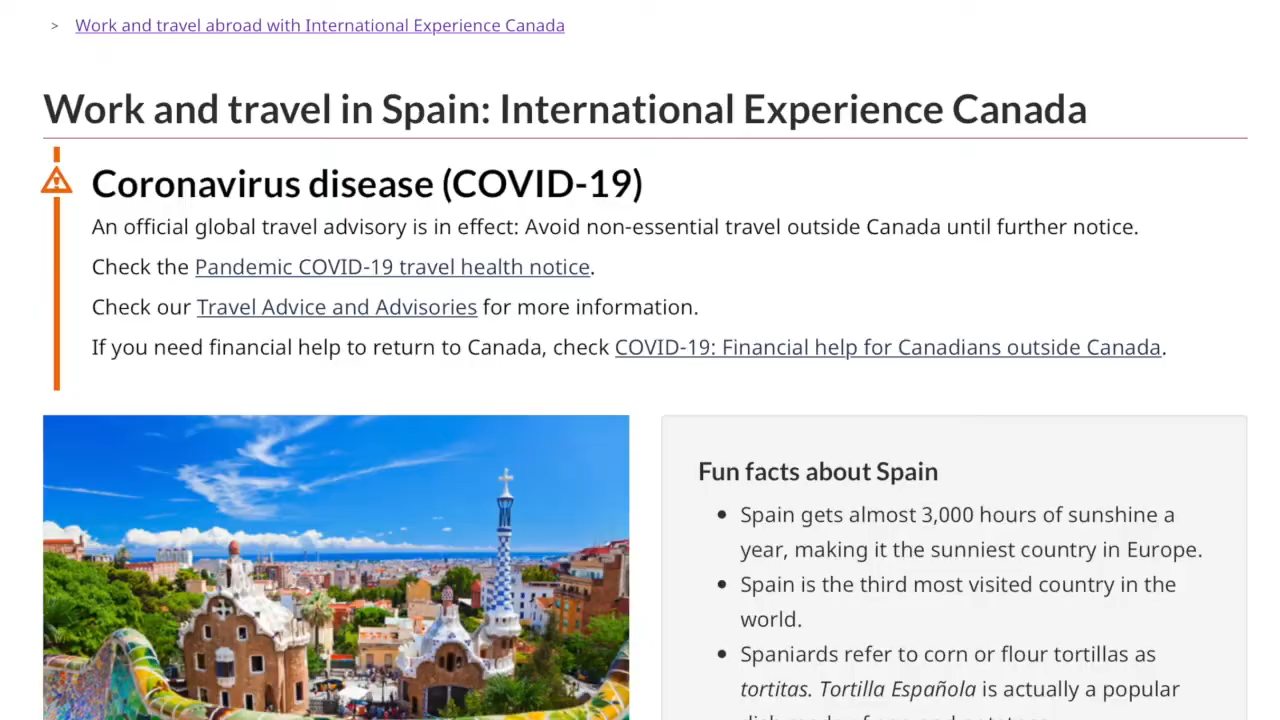 > Work and travel abroad with International Experience Canada
Work and travel in Spain: International Experience Canada
Coronavirus disease (COVID-19)
An official global travel advisory is in effect: Avoid non-essential travel outside Canada until further notice.
Check the Pandemic COVID-19 travel health notice.
Check our Travel Advice and Advisories for more information.
If you need financial help to return to Canada, check COVID-19: Financial help for Canadians outside Canada.
Fun facts about Spain
• Spain gets almost 3,000 hours of sunshine a
year, making it the sunniest country in Europe.
• Spain is the third most visited country in the
world.
• Spaniards refer to corn or flour tortillas as
tortitas. Tortilla Española is actually a popular